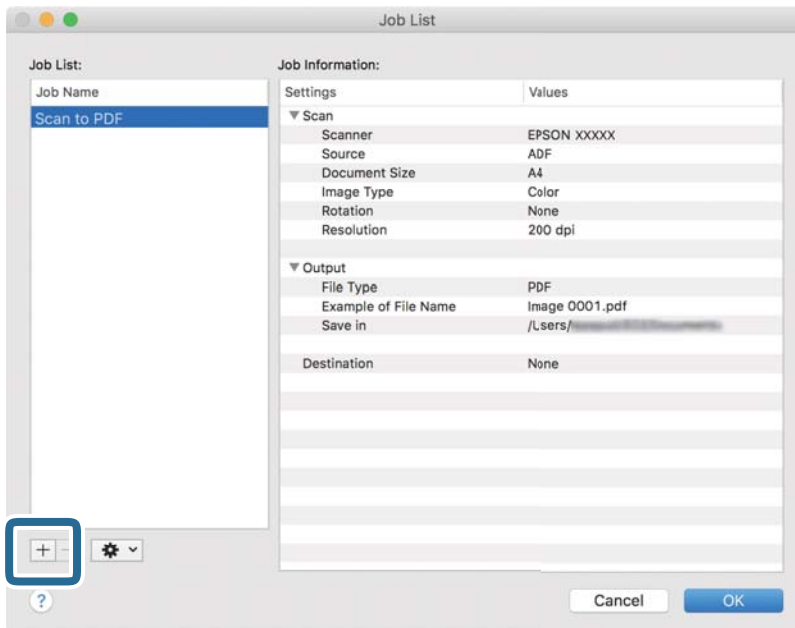 Job List
Job List:
Job Information:
Job Name
Settings Values
Scan to PDF
Scan
Scanner EPSON XXXXX
Source ADF
Document Size A4
Image Type Color
Rotation None
Resolution 200 dpi
Output
File Type PDF
Example of File Name Image 0001.pdf
Save in /Lsers/
Destination None
+ -
?
Cancel OK